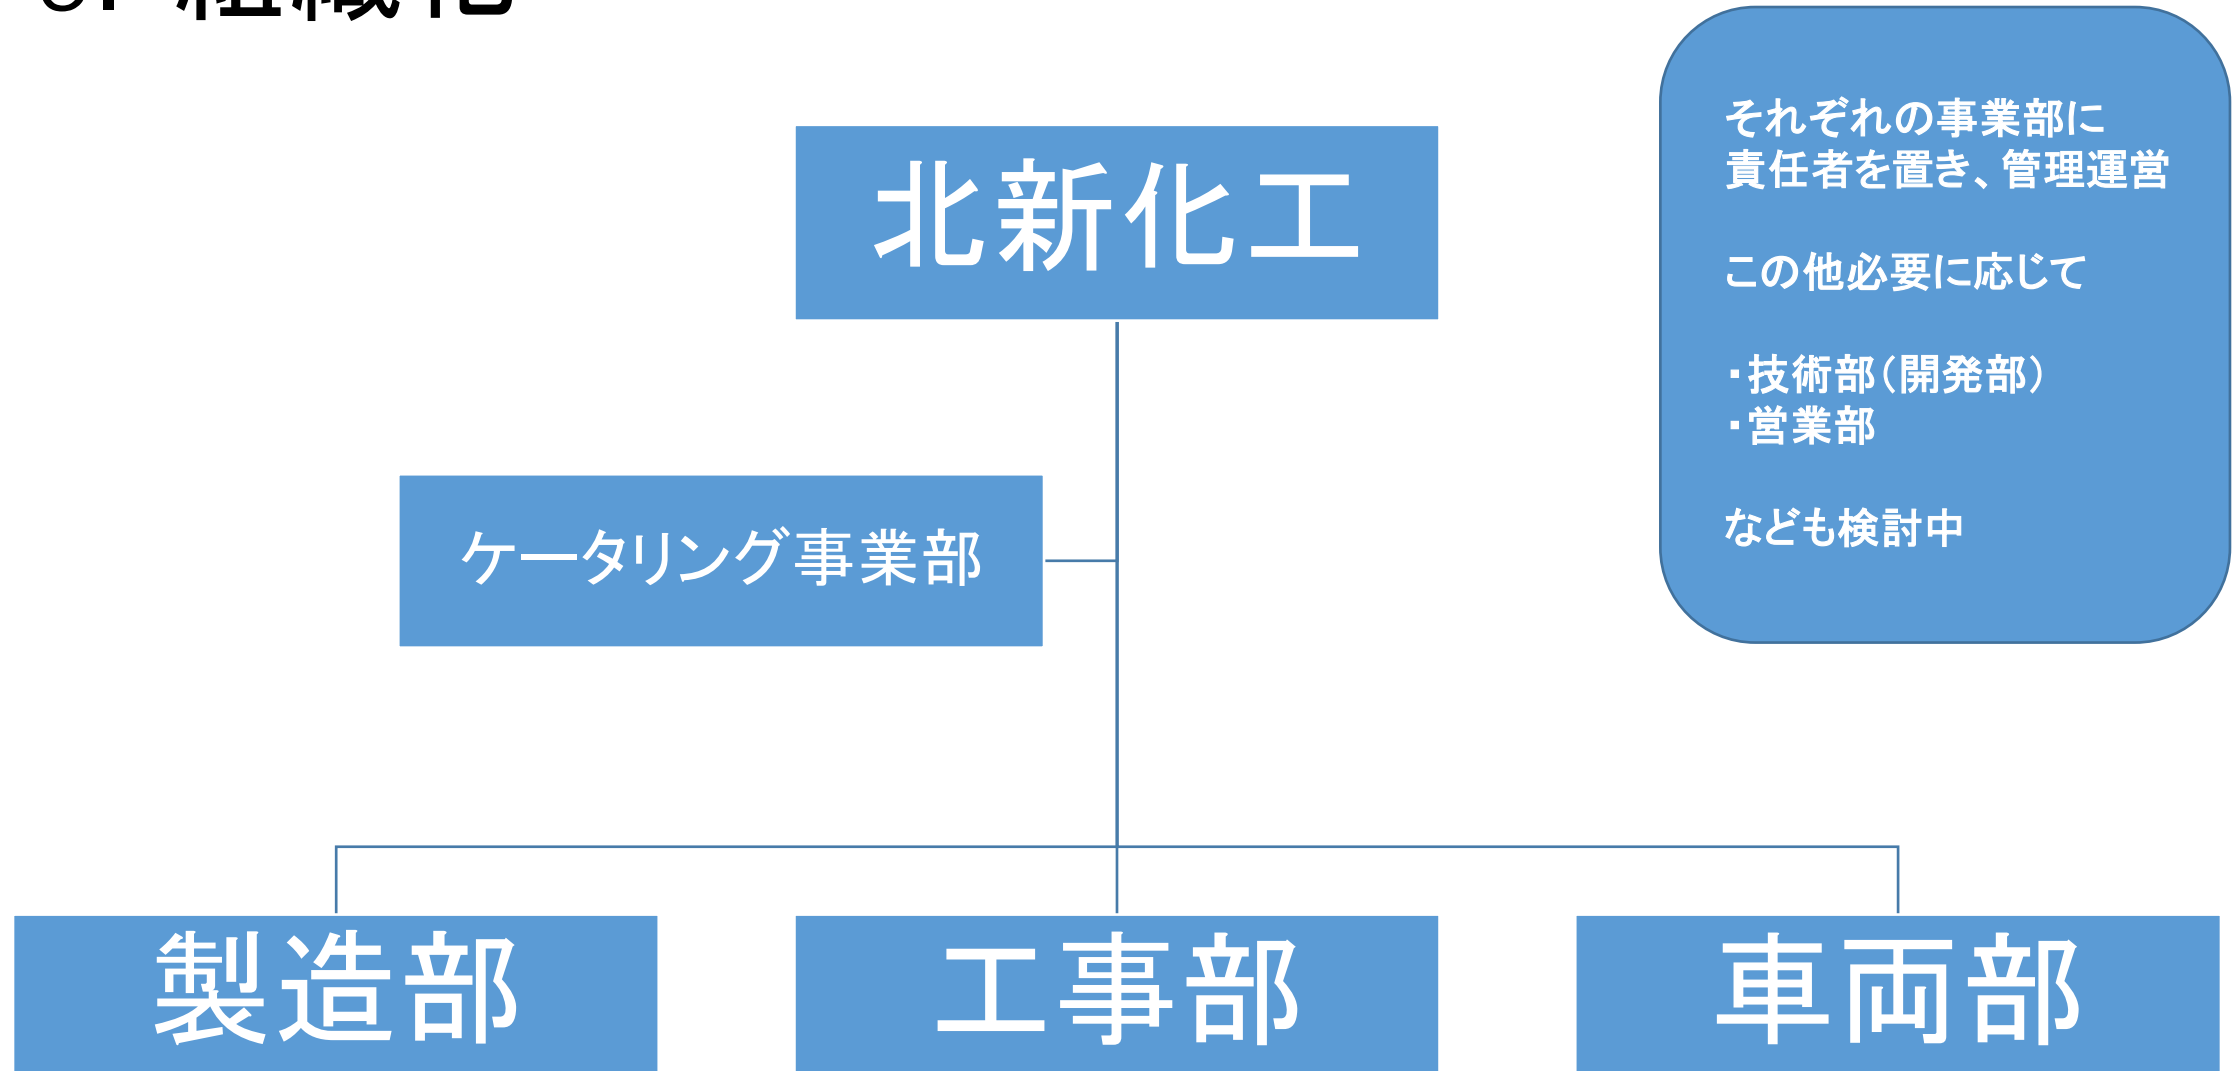 組織化
北新化工
それぞれの事業部に
責任者を置き、管理運営
この他必要に応じて
・技術部(開発部)
・営業部
なども検討中
ケータリング事業部
製造部
工事部
車両部